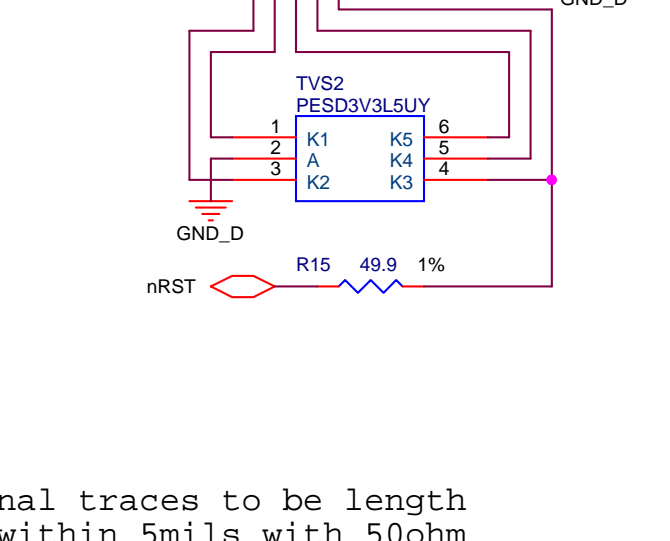 GND_D
TVS2
PESD3V3L5UY
1 K1 K5 6
2 A K4 5
3 K2 K3 4
GND_D
R15 49.9 1%
nRST
nal traces to be length
within 5mils with 50ohm